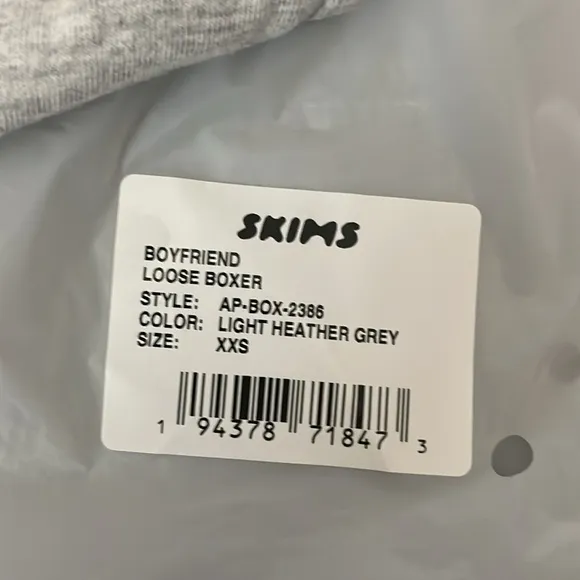 SKIMS
BOYFRIEND
LOOSE BOXER
STYLE: AP-BOX-2386
COLOR: LIGHT HEATHER GREY
SIZE: XXS
1 94378 71847 3